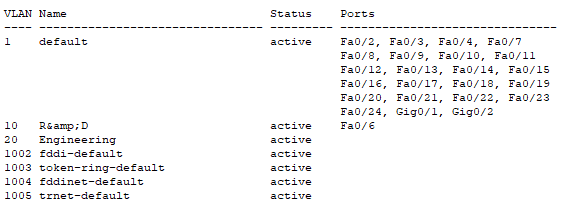 VLAN Name Status Ports
---- -------------------------------- --------- -------------------------------
1 default active Fa0/2, Fa0/3, Fa0/4, Fa0/7
Fa0/8, Fa0/9, Fa0/10, Fa0/11
Fa0/12, Fa0/13, Fa0/14, Fa0/15
Fa0/16, Fa0/17, Fa0/18, Fa0/19
Fa0/20, Fa0/21, Fa0/22, Fa0/23
Fa0/24, Gig0/1, Gig0/2
10 R&amp;D active Fa0/6
20 Engineering active
1002 fddi-default active
1003 token-ring-default active
1004 fddinet-default active
1005 trnet-default active